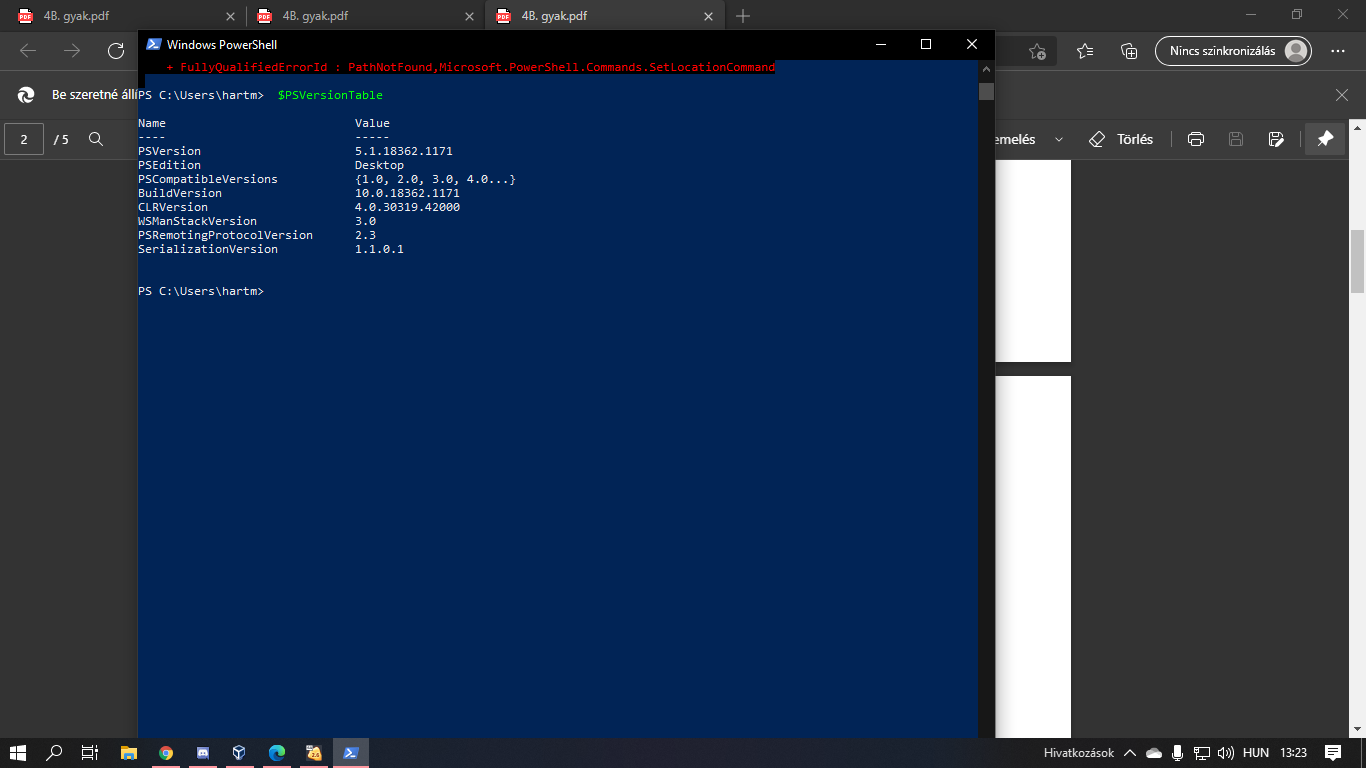 4B. gyak.pdf
4B. gyak.pdf
4B. gyak.pdf
Windows PowerShell
Nincs szinkronizálás
+ FullyQualifiedErrorId : PathNotFound,Microsoft.PowerShell.Commands.SetLocationCommand
Be szeretné állí
PS C:\Users\hartm>  $PSVersionTable
2 / 5
emelés
Törlés
Name                           Value
----                           -----
PSVersion                      5.1.18362.1171
PSEdition                      Desktop
PSCompatibleVersions           {1.0, 2.0, 3.0, 4.0...}
BuildVersion                   10.0.18362.1171
CLRVersion                     4.0.30319.42000
WSManStackVersion              3.0
PSRemotingProtocolVersion      2.3
SerializationVersion           1.1.0.1
PS C:\Users\hartm>
Hivatkozások
HUN
13:23